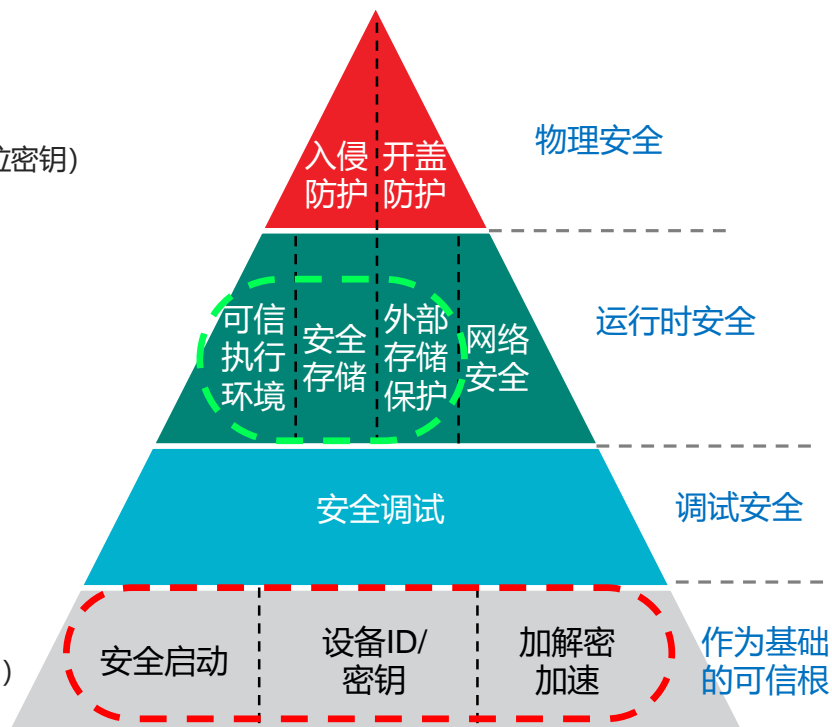 入侵 开盖
防护 防护
物理安全
位密钥)
可信
执行
环境
安全
存储
外部
存储
保护
网络
安全
运行时安全
安全调试
调试安全
安全启动
设备ID/
密钥
加解密
加速
作为基础
的可信根
)